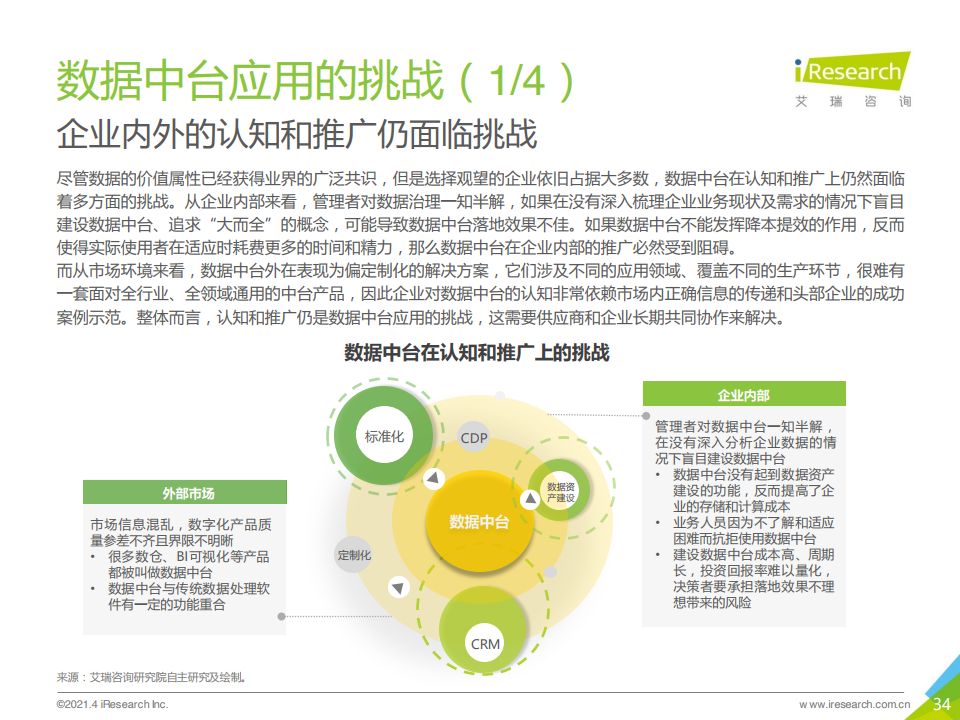 数据中台应用的挑战（1/4）
iResearch
艾 瑞 咨 询
企业内外的认知和推广仍面临挑战
尽管数据的价值属性已经获得业界的广泛共识，但是选择观望的企业依旧占据大多数，数据中台在认知和推广上仍然面临
着多方面的挑战。从企业内部来看，管理者对数据治理一知半解，如果在没有深入梳理企业业务现状及需求的情况下盲目
建设数据中台、追求“大而全”的概念，可能导致数据中台落地效果不佳。如果数据中台不能发挥降本提效的作用，反而
使得实际使用者在适应时耗费更多的时间和精力，那么数据中台在企业内部的推广必然受到阻碍。
而从市场环境来看，数据中台外在表现为偏定制化的解决方案，它们涉及不同的应用领域、覆盖不同的生产环节，很难有
一套面对全行业、全领域通用的中台产品，因此企业对数据中台的认知非常依赖市场内正确信息的传递和头部企业的成功
案例示范。整体而言，认知和推广仍是数据中台应用的挑战，这需要供应商和企业长期共同协作来解决。
数据中台在认知和推广上的挑战
外部市场
市场信息混乱，数字化产品质
量参差不齐且界限不明晰
• 很多数仓、BI可视化等产品
都被叫做数据中台
• 数据中台与传统数据处理软
件有一定的功能重合
标准化
CDP
数据资
产建设
数据中台
定制化
CRM
企业内部
管理者对数据中台一知半解，
在没有深入分析企业数据的情
况下盲目建设数据中台
• 数据中台没有起到数据资产
建设的功能，反而提高了企
业的存储和计算成本
• 业务人员因为不了解和适应
困难而抗拒使用数据中台
• 建设数据中台成本高、周期
长，投资回报率难以量化，
决策者要承担落地效果不理
想带来的风险
来源：艾瑞咨询研究院自主研究及绘制。
©2021.4 iResearch Inc.
www.iresearch.com.cn
34